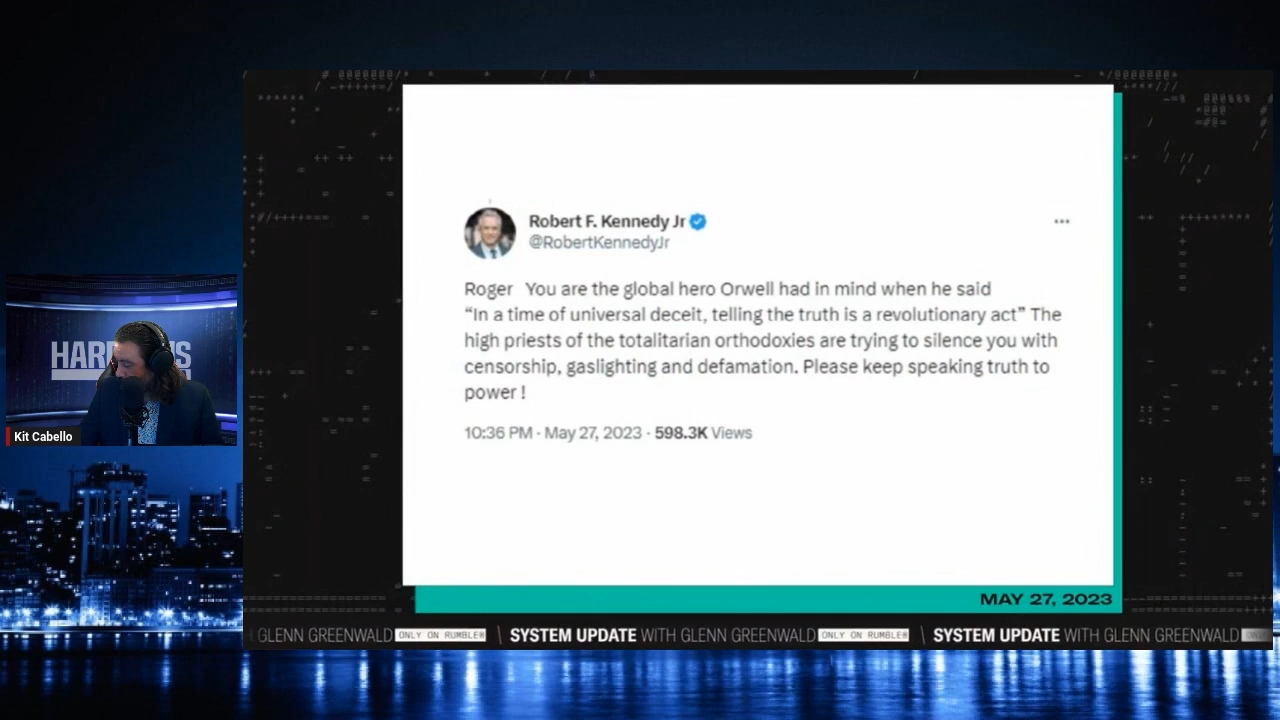 Robert F. Kennedy Jr
@RobertKennedyJr
Roger You are the global hero Orwell had in mind when he said
“In a time of universal deceit, telling the truth is a revolutionary act” The
high priests of the totalitarian orthodoxies are trying to silence you with
censorship, gaslighting and defamation. Please keep speaking truth to
power !
10:36 PM · May 27, 2023 · 598.3K Views
Kit Cabello
MAY 27, 2023
GLENN GREENWALD ONLY ON RUMBLE \ SYSTEM UPDATE WITH GLENN GREENWALD ONLY ON RUMBLE \ SYSTEM UPDATE WITH GLENN GREENWALD